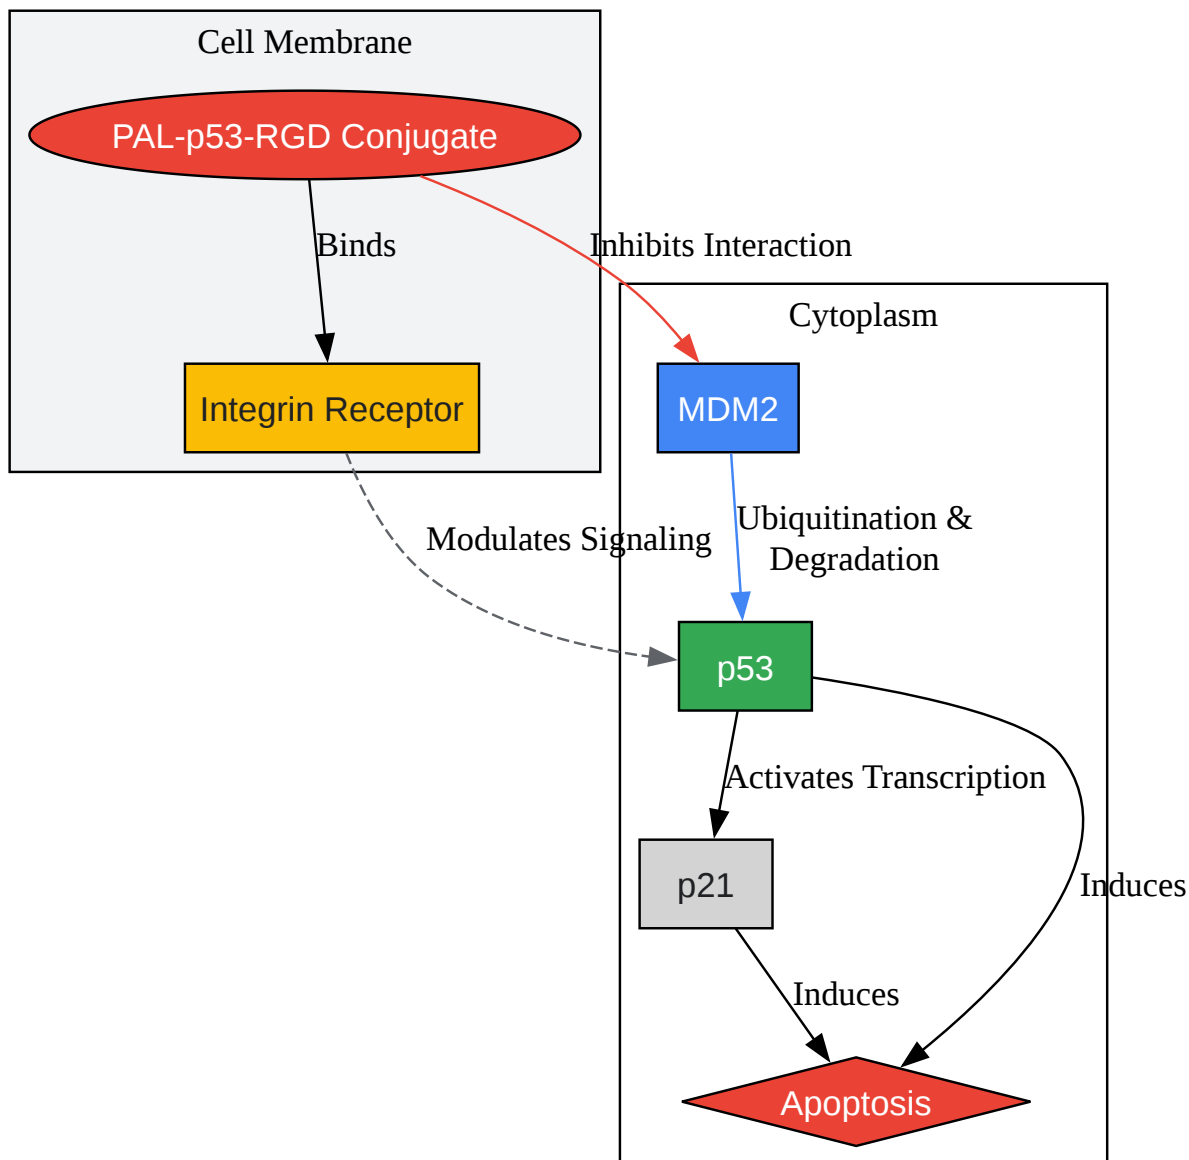 Cell Membrane
PAL-p53-RGD Conjugate
Binds
Inhibits Interaction
Cytoplasm
Integrin Receptor
MDM2
Modulates Signaling
Ubiquitination &
Degradation
p53
Activates Transcription
p21
Induces
Induces
Apoptosis